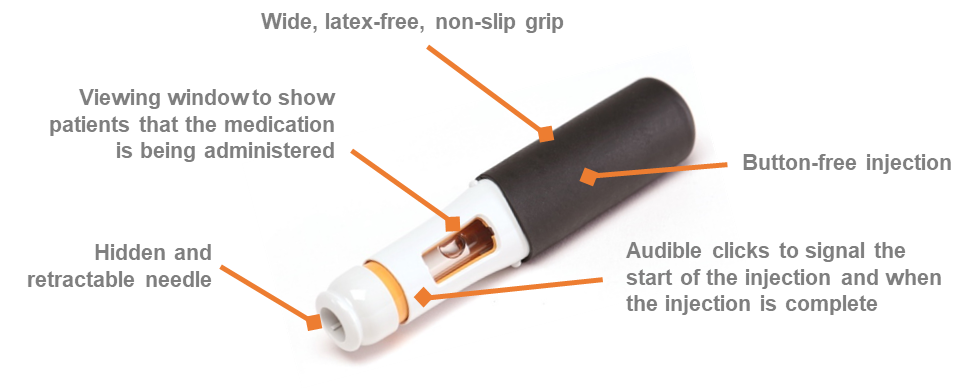 Wide, latex-free, non-slip grip
Viewing window to show
patients that the medication
is being administered
Button-free injection
Hidden and
retractable needle
Audible clicks to signal the
start of the injection and when
the injection is complete